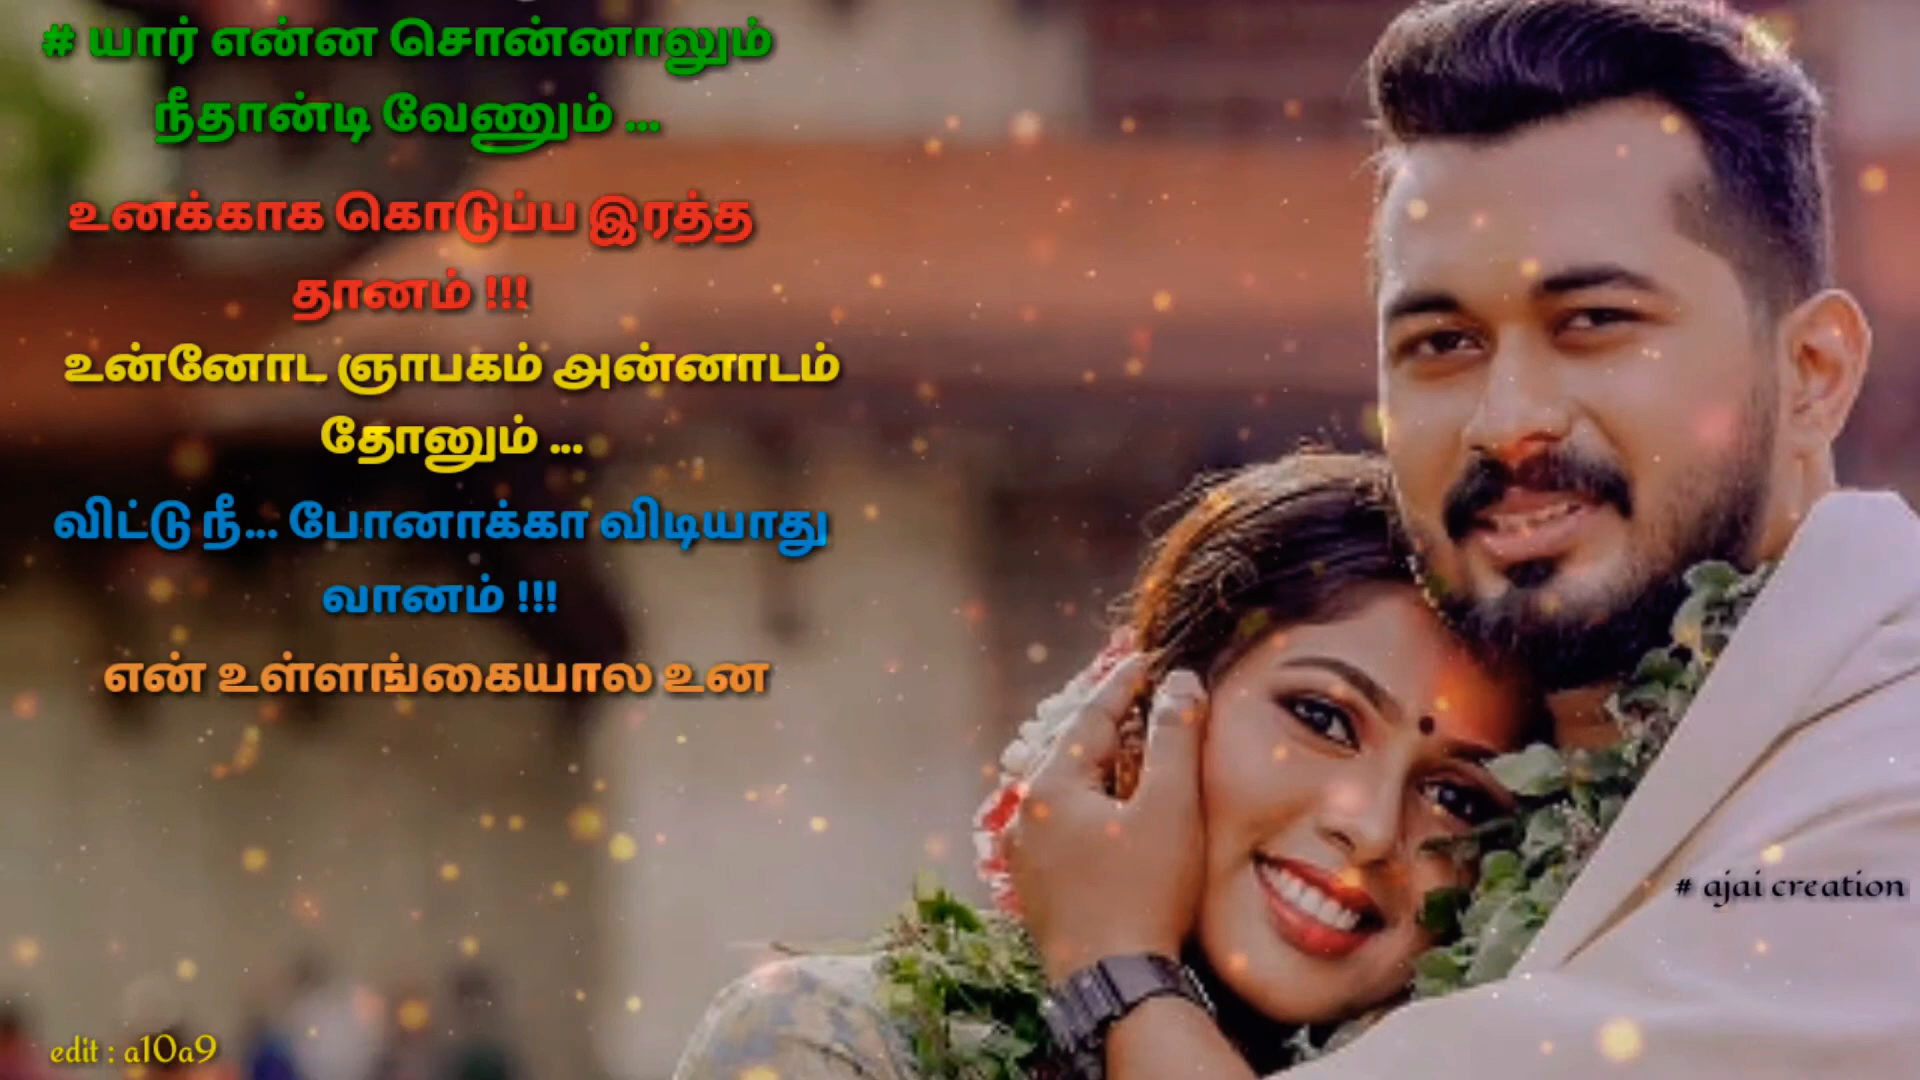 # யார் என்ன சொன்னாலும்
நீதான்டி வேணும் ...
உனக்காக கொடுப்ப இரத்த
தானம் !!!
உன்னோட ஞாபகம் அன்னாடம்
தோனும் ...
விட்டு நீ... போனாக்கா விடியாது
வானம் !!!
என் உள்ளங்கையால உன
# ajai creation
edit : a10a9